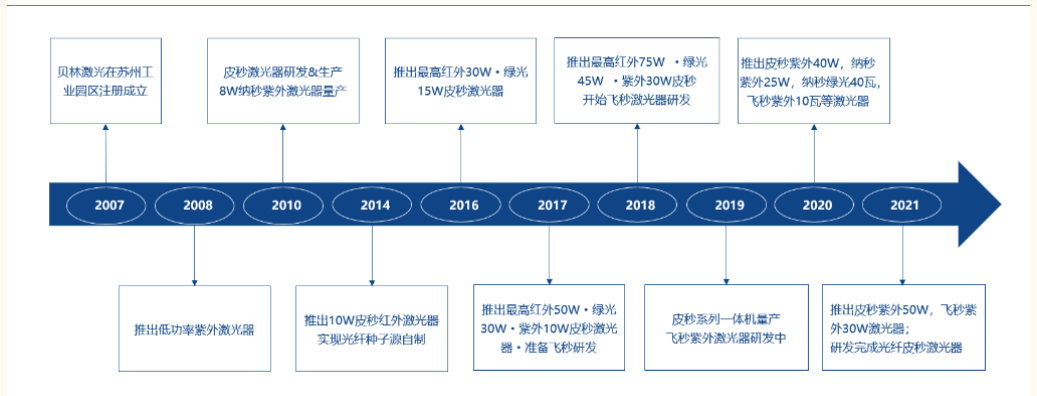 贝林激光在苏州工
业园区注册成立
皮秒激光器研发&生产
8W纳秒紫外激光器量产
推出最高红外30W·绿光
15W皮秒激光器
推出最高红外75W ·绿光
45W ·紫外30W皮秒
开始飞秒激光器研发
推出皮秒紫外40W，纳秒
紫外25W，纳秒绿光40瓦，
飞秒紫外10瓦等激光器
2007
2008
2010
2014
2016
2017
2018
2019
2020
2021
推出低功率紫外激光器
推出10W皮秒红外激光器
实现光纤种子源自制
推出最高红外50W·绿光
30W·紫外10W皮秒激光
器·准备飞秒研发
皮秒系列一体机量产
飞秒紫外激光器研发中
推出皮秒紫外50W，飞秒紫
外30W激光器；
研发完成光纤皮秒激光器